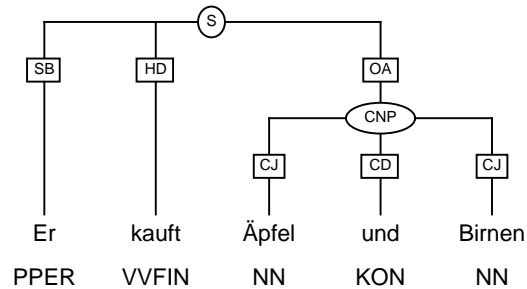 S
SB HD OA
CNP
CJ CD CJ
Er kauft Äpfel und Birnen
PPER VVFIN NN KON NN